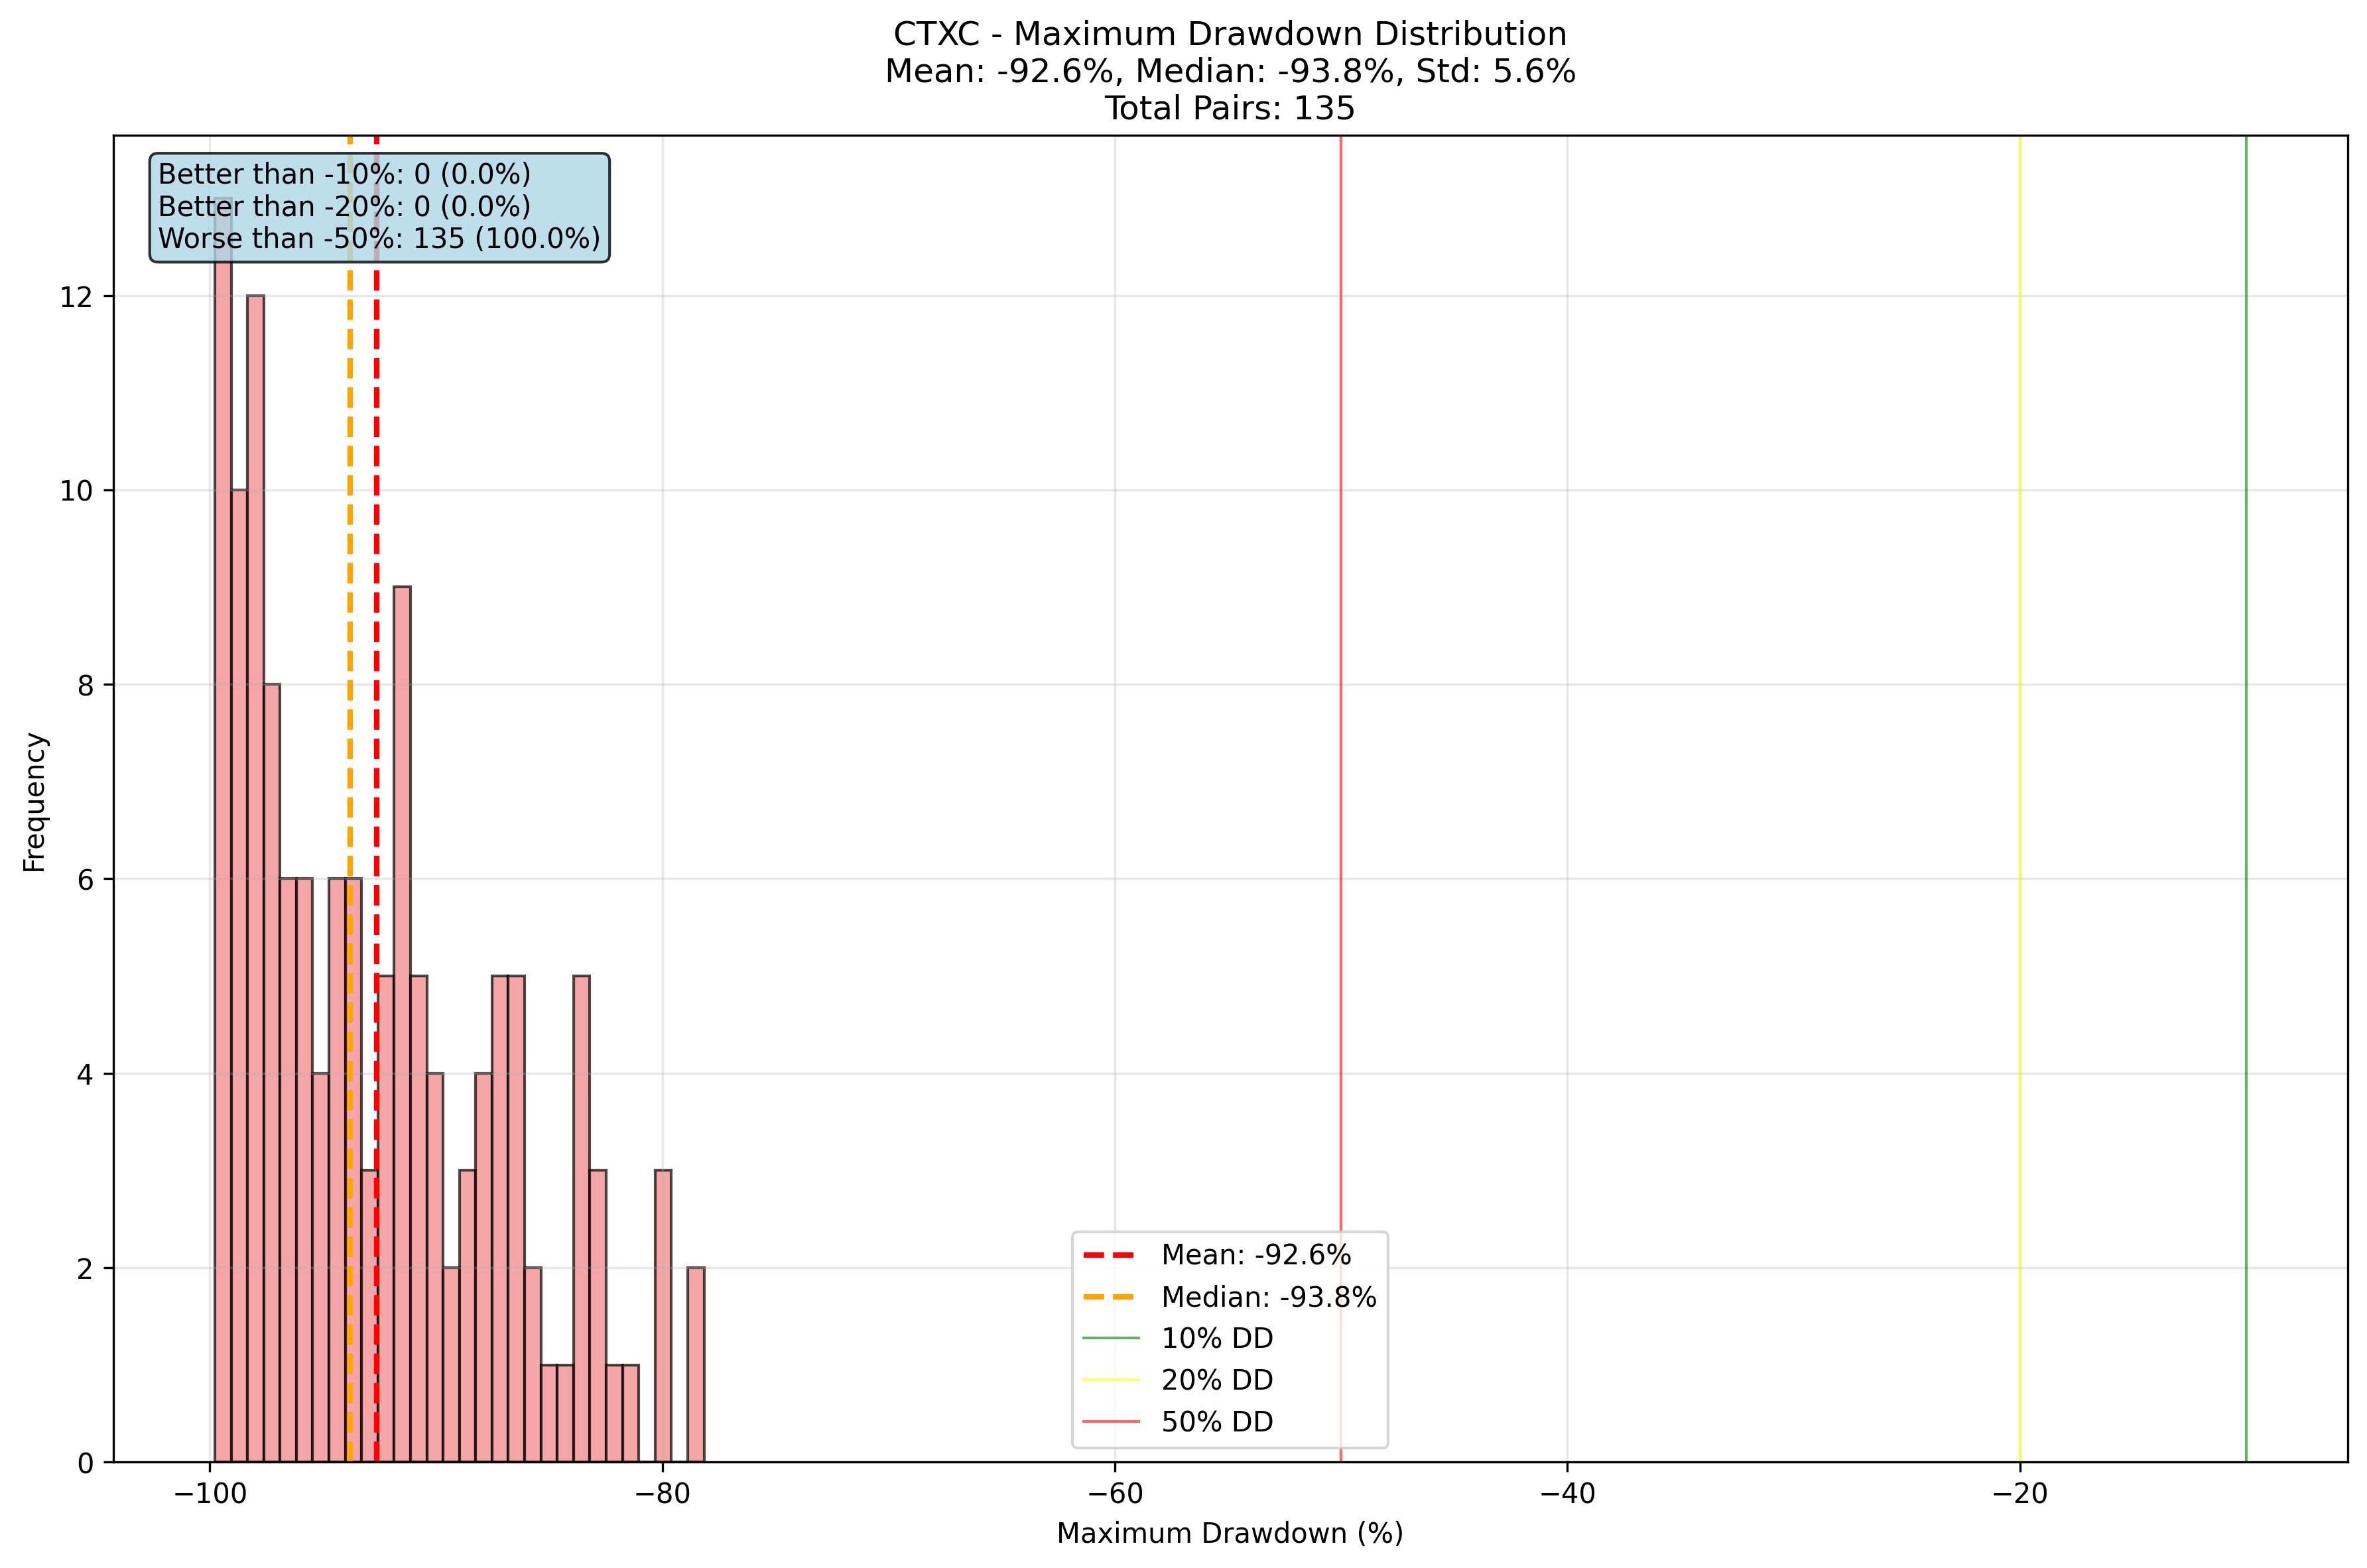 CTXC - Maximum Drawdown Distribution
Mean: -92.6%, Median: -93.8%, Std: 5.6%
Total Pairs: 135
Better than -10%: 0 (0.0%)
Better than -20%: 0 (0.0%)
Worse than -50%: 135 (100.0%)
12
10
8
6
4
2
0
Frequency
Mean: -92.6%
Median: -93.8%
10% DD
20% DD
50% DD
−100
−80
−60
−40
−20
Maximum Drawdown (%)